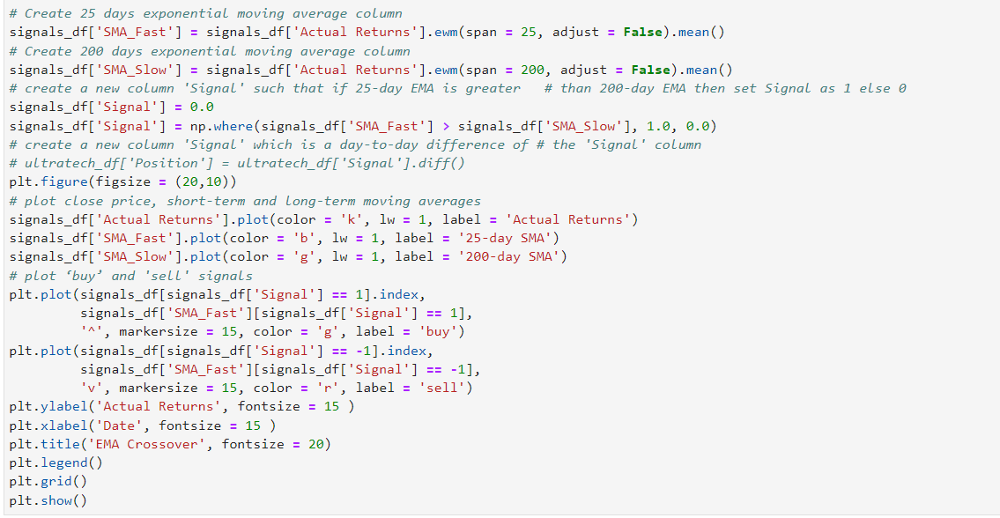 # Create 25 days exponential moving average column
signals_df['SMA_Fast'] = signals_df['Actual Returns'].ewm(span = 25, adjust = False).mean()
# Create 200 days exponential moving average column
signals_df['SMA_Slow'] = signals_df['Actual Returns'].ewm(span = 200, adjust = False).mean()
# create a new column 'Signal' such that if 25-day EMA is greater   # than 200-day EMA then set Signal as 1 else 0
signals_df['Signal'] = 0.0
signals_df['Signal'] = np.where(signals_df['SMA_Fast'] > signals_df['SMA_Slow'], 1.0, 0.0)
# create a new column 'Signal' which is a day-to-day difference of # the 'Signal' column
# ultratech_df['Position'] = ultratech_df['Signal'].diff()
plt.figure(figsize = (20,10))
# plot close price, short-term and long-term moving averages
signals_df['Actual Returns'].plot(color = 'k', lw = 1, label = 'Actual Returns')
signals_df['SMA_Fast'].plot(color = 'b', lw = 1, label = '25-day SMA')
signals_df['SMA_Slow'].plot(color = 'g', lw = 1, label = '200-day SMA')
# plot ‘buy’ and 'sell' signals
plt.plot(signals_df[signals_df['Signal'] == 1].index,
         signals_df['SMA_Fast'][signals_df['Signal'] == 1],
         '^', markersize = 15, color = 'g', label = 'buy')
plt.plot(signals_df[signals_df['Signal'] == -1].index,
         signals_df['SMA_Fast'][signals_df['Signal'] == -1],
         'v', markersize = 15, color = 'r', label = 'sell')
plt.ylabel('Actual Returns', fontsize = 15 )
plt.xlabel('Date', fontsize = 15 )
plt.title('EMA Crossover', fontsize = 20)
plt.legend()
plt.grid()
plt.show()